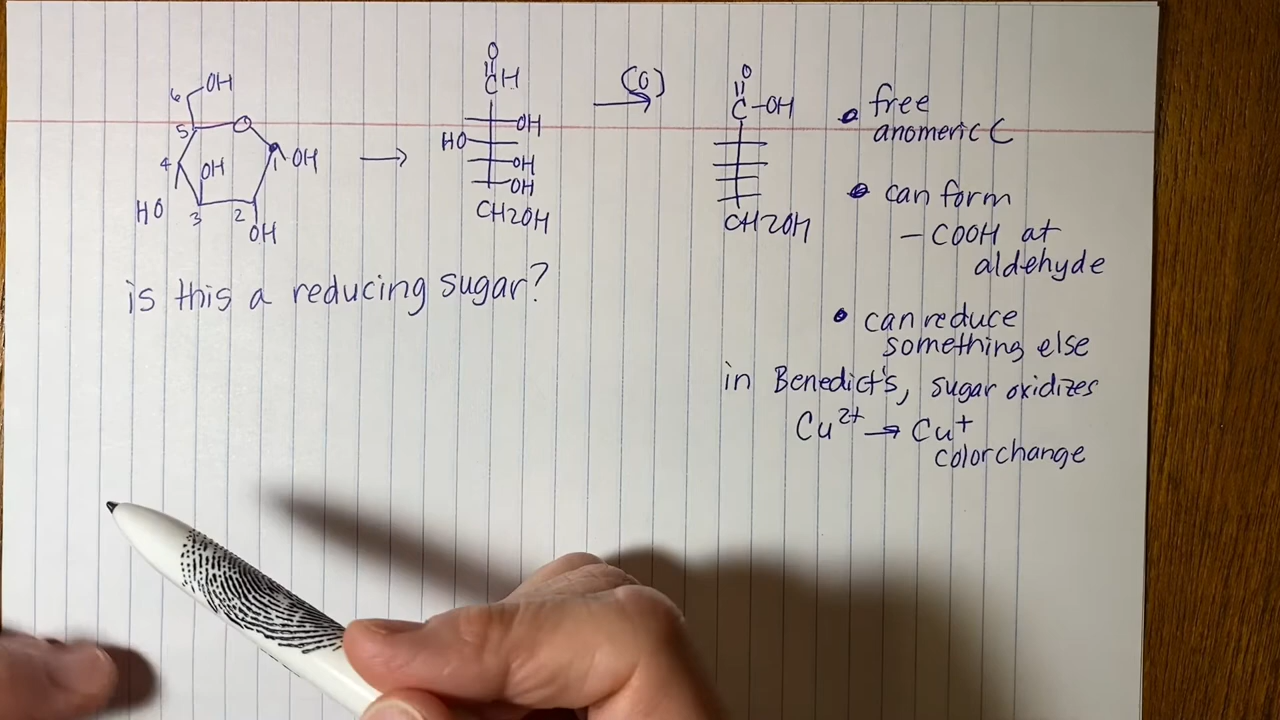 6 OH
5 O
4 OH 1 OH
HO 3 2
OH
O
CH
OH
HO
OH
OH
CH2OH
(O)
O
C-OH
CH2OH
is this a reducing sugar?
free
anomeric C
can form
-COOH at
aldehyde
can reduce
something else
in Benedict's, sugar oxidizes
Cu2+ → Cu+
colorchange